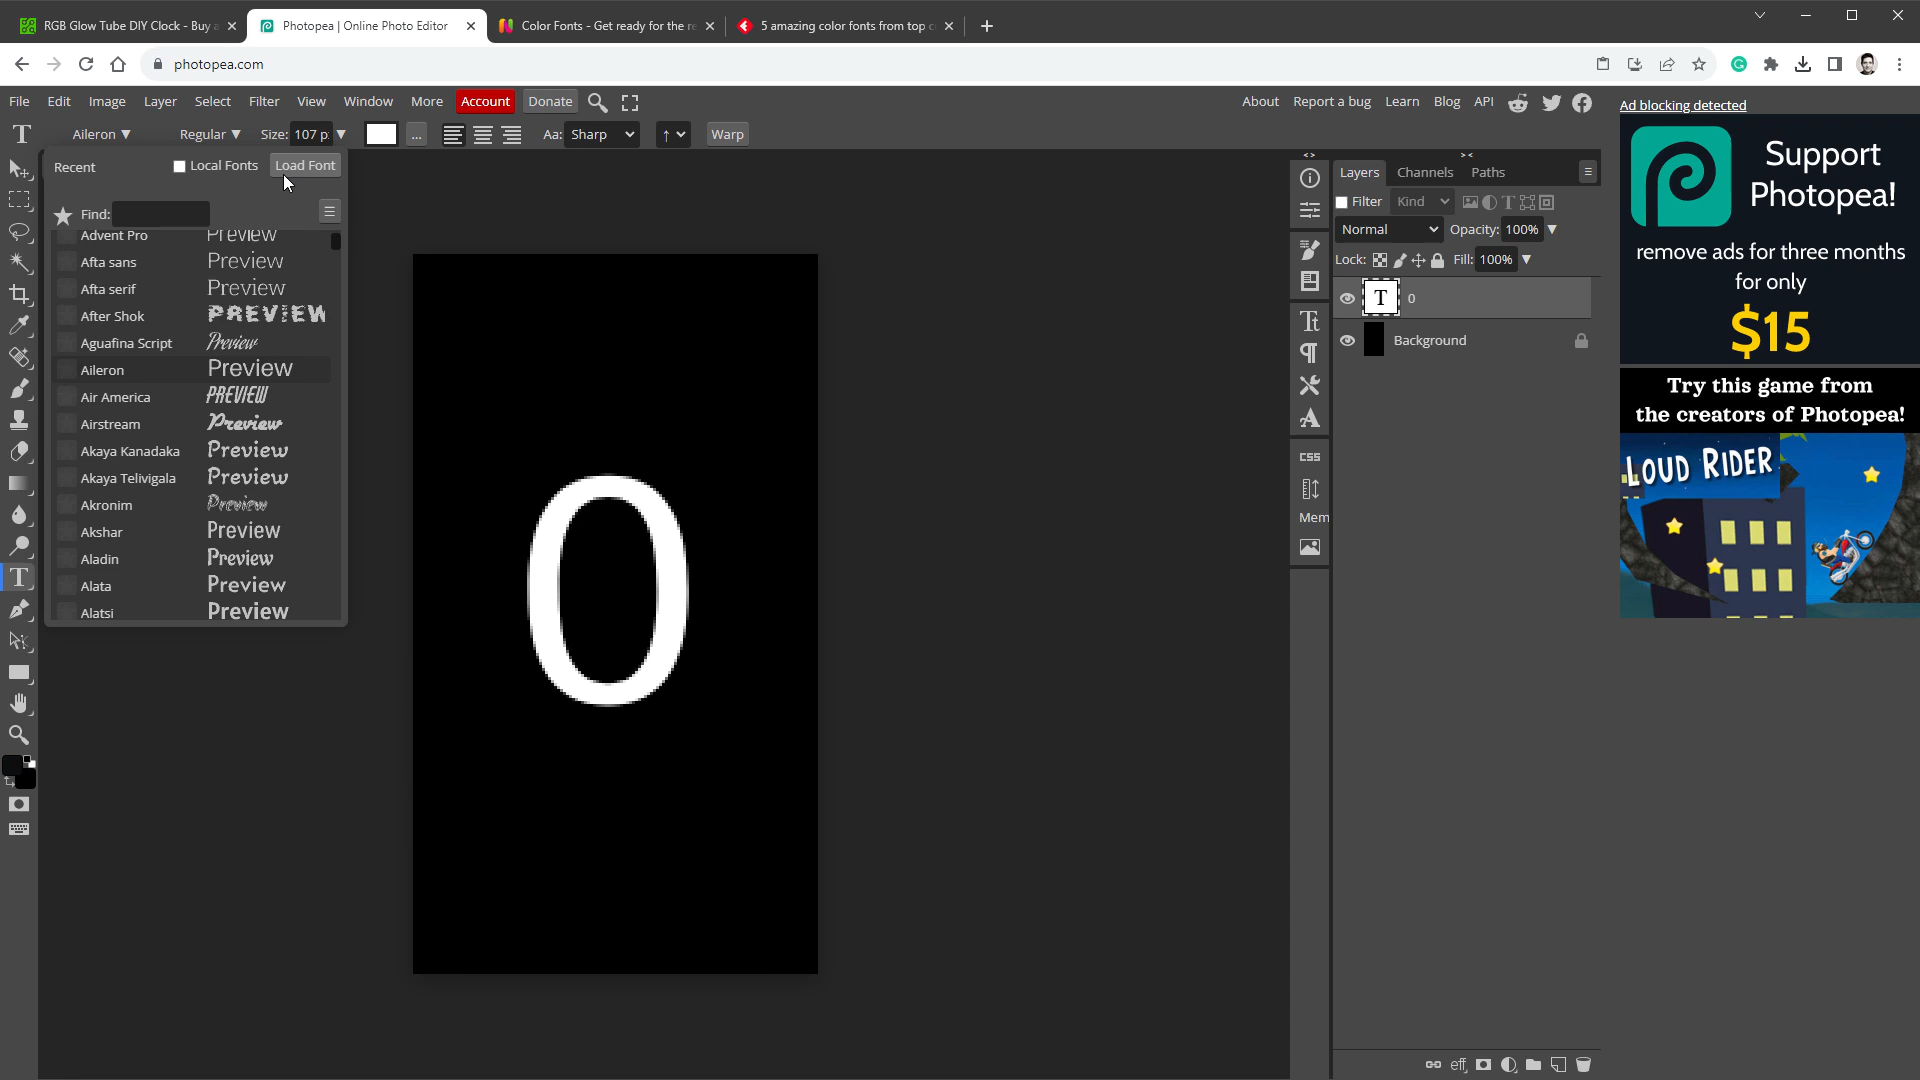 RGB Glow Tube DIY Clock - Buy a
Photopea | Online Photo Editor
Color Fonts - Get ready for the re
5 amazing color fonts from top c
photopea.com
File Edit Image Layer Select Filter View Window More Account Donate
About Report a bug Learn Blog API
Ad blocking detected
T Aileron ▼ Regular ▼ Size: 107 p: ▼ ... Aa: Sharp Warp
Recent Local Fonts Load Font
Find:
Advent Pro Preview
Afta sans Preview
Afta serif Preview
After Shok PREVIEW
Aguafina Script Preview
Aileron Preview
Air America PREVIEW
Airstream Preview
Akaya Kanadaka Preview
Akaya Telivigala Preview
Akronim Preview
Akshar Preview
Aladin Preview
Alata Preview
Alatsi Preview
0
CSS
Mem
Layers Channels Paths
Filter Kind
Normal Opacity: 100% ▼
Lock: Fill: 100% ▼
T 0
Background
eff
Support
Photopea!
remove ads for three months
for only
$15
Try this game from
the creators of Photopea!
LOUD RIDER